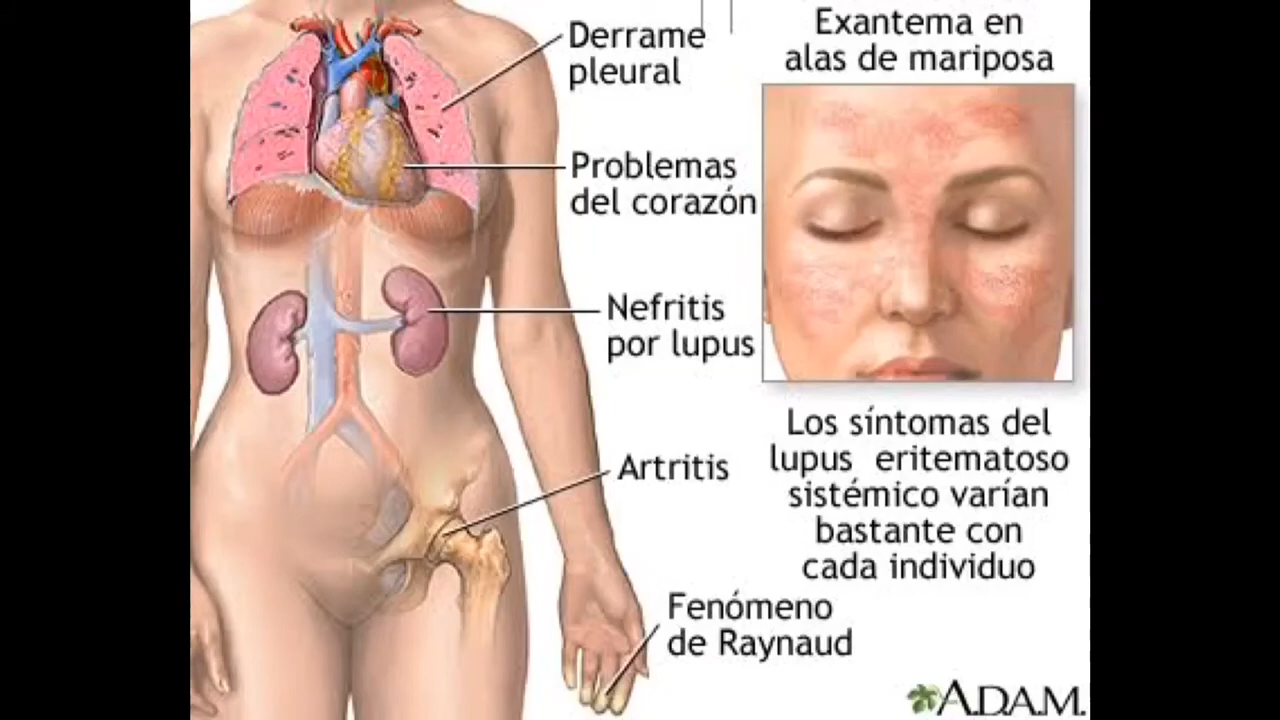 Derrame
pleural
Problemas
del corazón
Nefritis
por lupus
Artritis
Fenómeno
de Raynaud
Exantema en
alas de mariposa
Los síntomas del
lupus eritematoso
sistémico varían
bastante con
cada individuo
A.D.A.M.